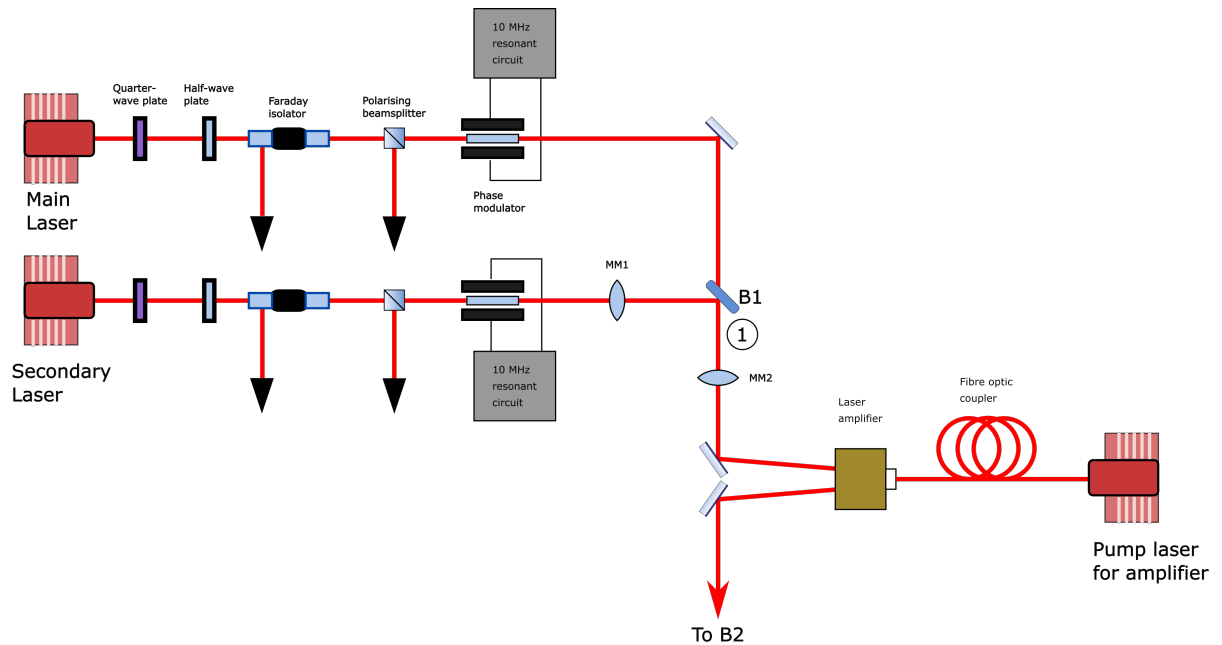 10 MHz
resonant
circuit
Quarter-
wave plate
Half-wave
plate
Faraday
isolator
Polarising
beamsplitter
Main
Laser
Phase
modulator
MM1
B1
1
Secondary
Laser
10 MHz
resonant
circuit
MM2
Laser
amplifier
Fibre optic
coupler
Pump laser
for amplifier
To B2